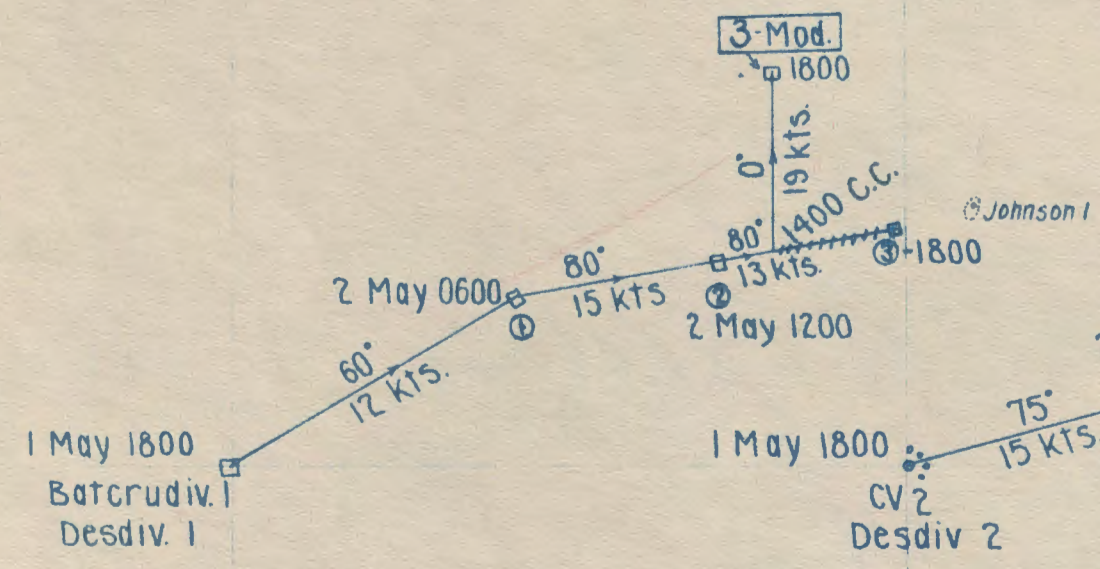 3-Mod.
1800
0°
19 kts.
1400 C.C.
Johnson I
80°
13 kts.
③-1800
80°
15 kts
2 May 0600
①
②
2 May 1200
60°
12 kts.
1 May 1800
Batcrudiv. 1
Desdiv. 1
75°
15 kts
1 May 1800
CV 2
Desdiv 2